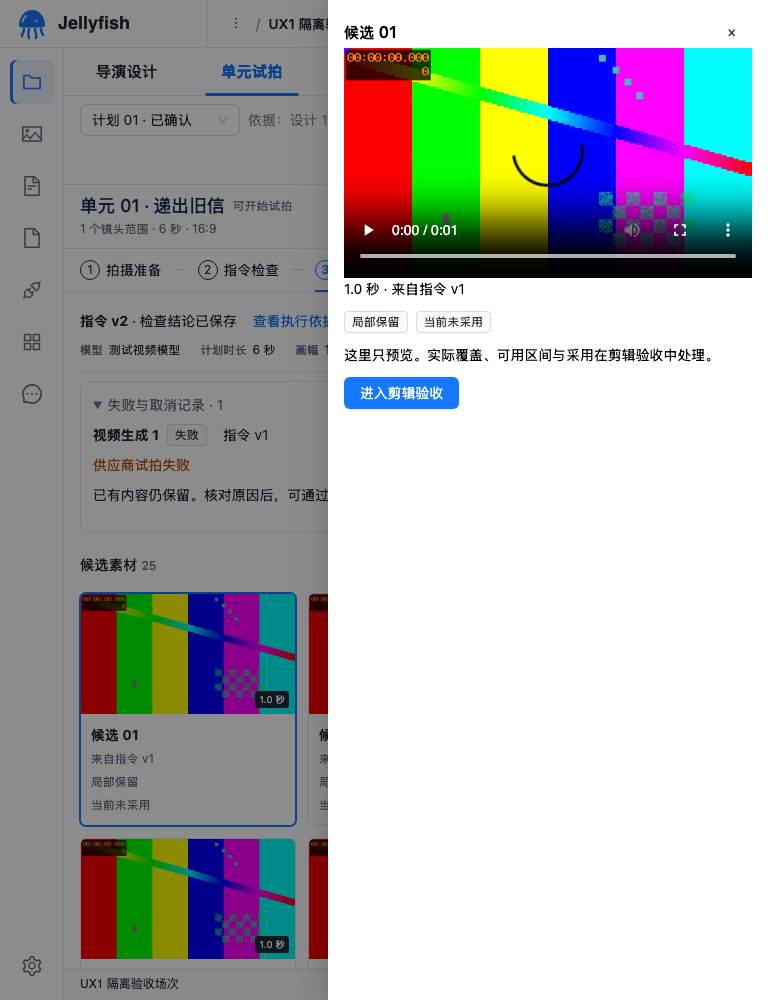 Jellyfish
/ UX1 隔离验
导演设计
单元试拍
计划 01 · 已确认
依据：设计 1
单元 01 · 递出旧信 可开始试拍
1 个镜头范围 · 6 秒 · 16:9
1 拍摄准备
2 指令检查
3
指令 v2 · 检查结论已保存 查看执行依据
模型 测试视频模型 计划时长 6 秒 画幅 1
▼ 失败与取消记录 · 1
视频生成 1 失败 指令 v1
供应商试拍失败
已有内容仍保留。核对原因后，可通过
候选素材 25
00:00:00.000
0
1.0 秒
候选 01
来自指令 v1
局部保留
当前未采用
00:00:00.000
0
1.0 秒
UX1 隔离验收场次
候选 01
×
00:00:00.000
0
0:00 / 0:01
1.0 秒 · 来自指令 v1
局部保留 当前未采用
这里只预览。实际覆盖、可用区间与采用在剪辑验收中处理。
进入剪辑验收